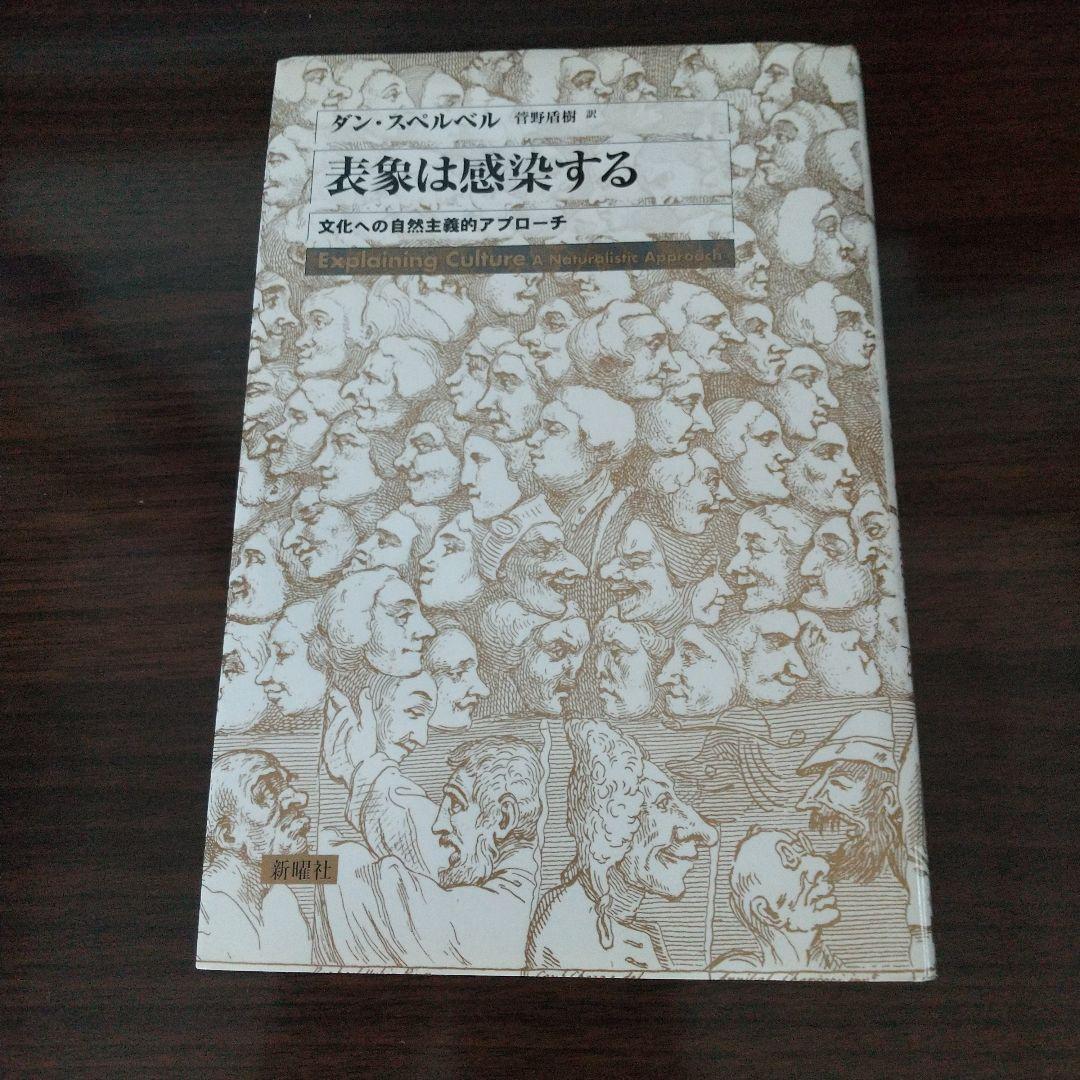 ダン・スペルベル 菅野盾樹 訳
表象は感染する
文化への自然主義的アプローチ
Explaining Culture A Naturalistic Approach
新曜社